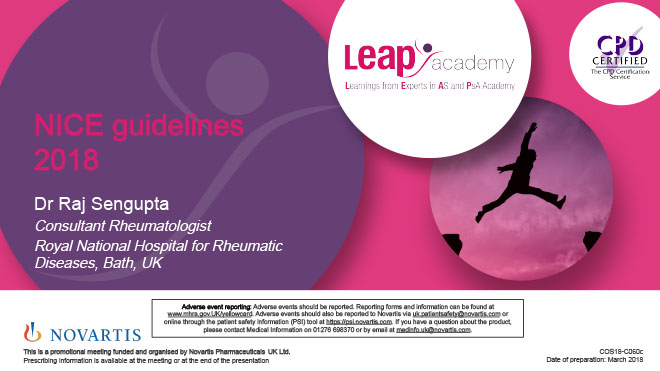 Leap academy
Learnings from Experts in AS and PsA Academy
CPD
CERTIFIED
The CPD Certification
Service
NICE guidelines
2018
Dr Raj Sengupta
Consultant Rheumatologist
Royal National Hospital for Rheumatic
Diseases, Bath, UK
Adverse event reporting: Adverse events should be reported. Reporting forms and information can be found at
www.mhra.gov.UK/yellowcard. Adverse events should also be reported to Novartis via uk.patientsafety@novartis.com or
online through the patient safety information (PSI) tool at https://psi.novartis.com. If you have a question about the product,
please contact Medical Information on 01276 698370 or by email at medinfo.uk@novartis.com.
NOVARTIS
This is a promotional meeting funded and organised by Novartis Pharmaceuticals UK Ltd.
Prescribing information is available at the meeting or at the end of the presentation
COS18-C060c
Date of preparation: March 2018